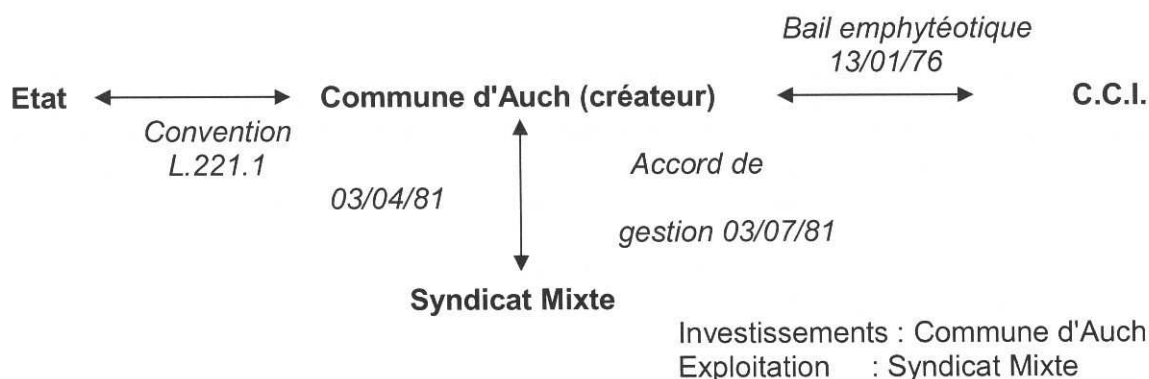 Bail emphytéotique
13/01/76
Etat Commune d'Auch (créateur) C.C.I.
Convention
L.221.1
Accord de
03/04/81
gestion 03/07/81
Syndicat Mixte
Investissements : Commune d'Auch
Exploitation : Syndicat Mixte